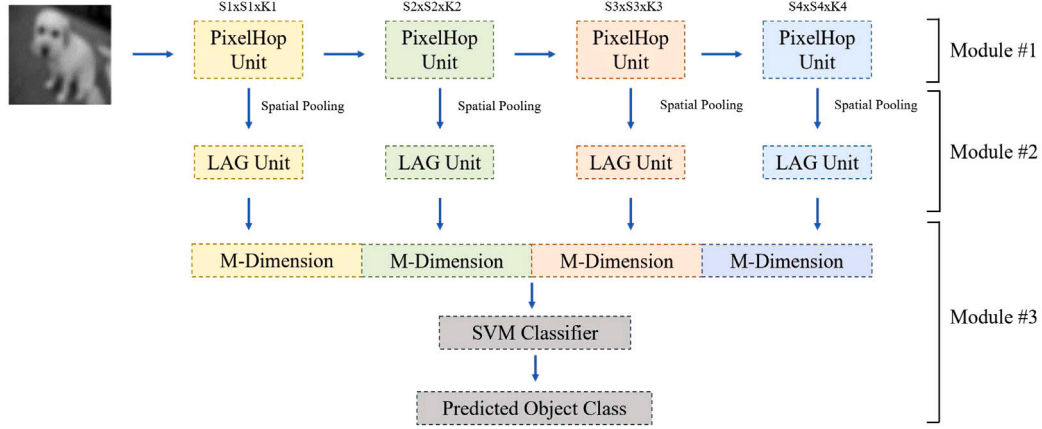 S1xS1xK1
S2xS2xK2
S3xS3xK3
S4xS4xK4
PixelHop
Unit
PixelHop
Unit
PixelHop
Unit
PixelHop
Unit
Module #1
Spatial Pooling
Spatial Pooling
Spatial Pooling
Spatial Pooling
LAG Unit
LAG Unit
LAG Unit
LAG Unit
Module #2
M-Dimension
M-Dimension
M-Dimension
M-Dimension
Module #3
SVM Classifier
Predicted Object Class